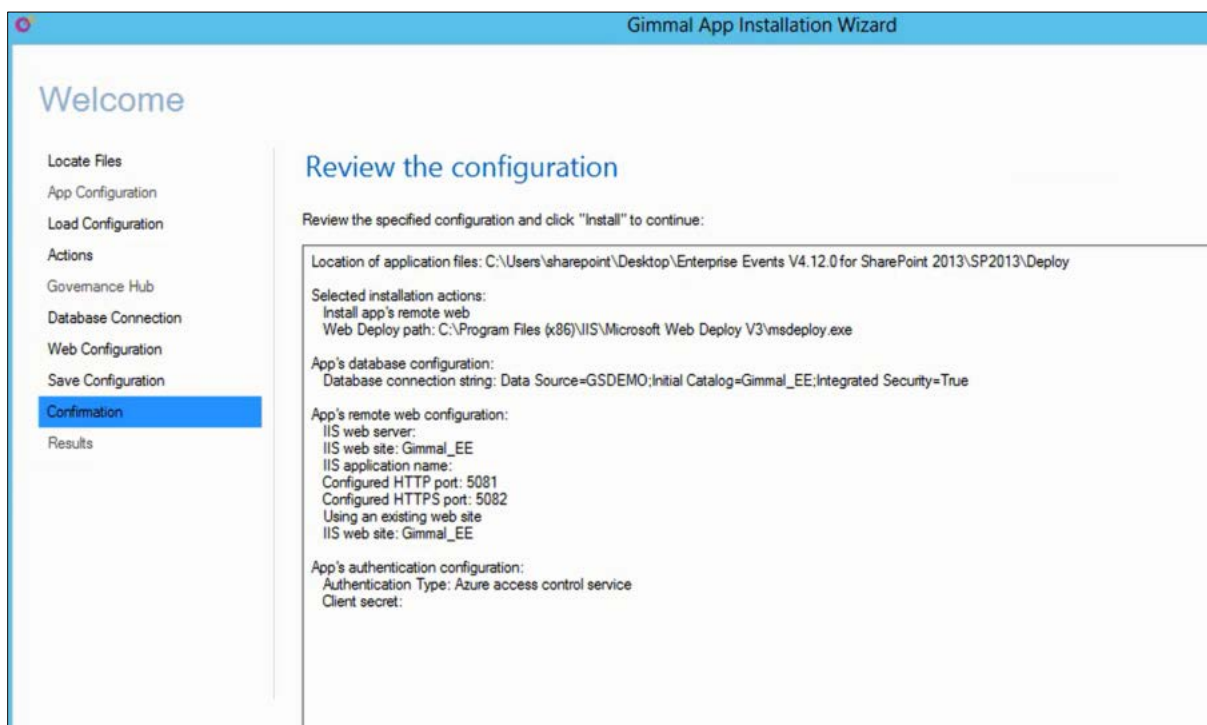 Gimmal App Installation Wizard
Welcome
Locate Files
App Configuration
Load Configuration
Actions
Governance Hub
Database Connection
Web Configuration
Save Configuration
Confirmation
Results
Review the configuration
Review the specified configuration and click "Install" to continue:
Location of application files: C:\Users\sharepoint\Desktop\Enterprise Events V4.12.0 for SharePoint 2013\SP2013\Deploy
Selected installation actions:
Install app's remote web
Web Deploy path: C:\Program Files (x86)\IIS\Microsoft Web Deploy V3\msdeploy.exe
App's database configuration:
Database connection string: Data Source=GSDEMO;Initial Catalog=Gimmal_EE;Integrated Security=True
App's remote web configuration:
IIS web server:
IIS web site: Gimmal_EE
IIS application name:
Configured HTTP port: 5081
Configured HTTPS port: 5082
Using an existing web site
IIS web site: Gimmal_EE
App's authentication configuration:
Authentication Type: Azure access control service
Client secret: